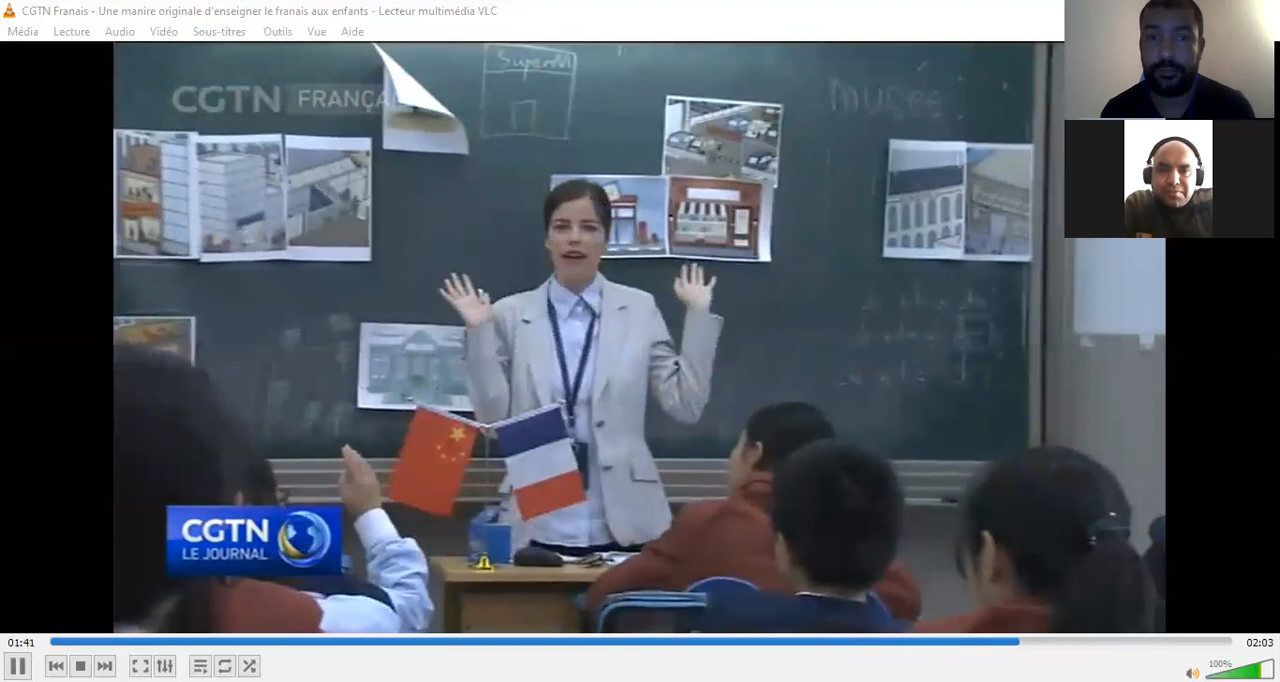 CGTN Franais - Une manire originale d'enseigner le franais aux enfants - Lecteur multimédia VLC
Média Lecture Audio Vidéo Sous-titres Outils Vue Aide
SuperM
CGTN FRANÇA
Musée
CGTN
LE JOURNAL
01:41
02:03
100%